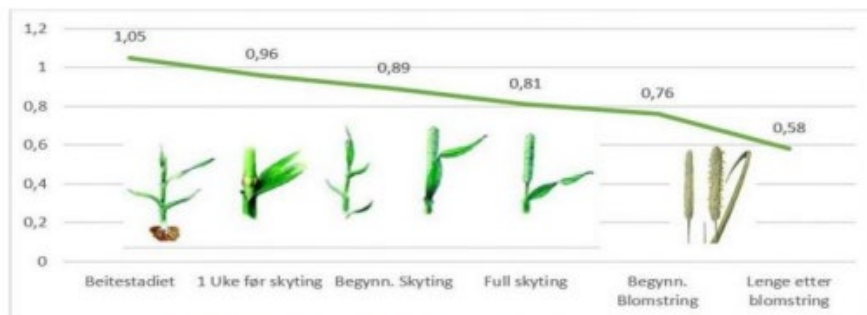 1,2
1
0,8
0,6
0,4
0,2
0
1,05
0,96
0,89
0,81
0,76
0,58
Beitestadiet
1 Uke før skyting
Begynn. Skyting
Full skyting
Begynn.
Blomstring
Lenge etter
blomstring